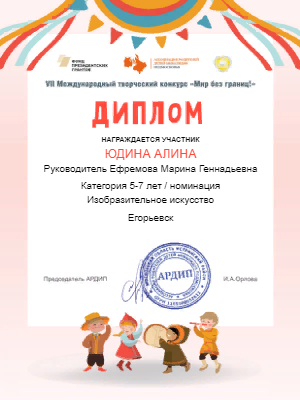 ФОНД
ПРЕЗИДЕНТСКИХ
ГРАНТОВ
VII Международный творческий конкурс «Мир без границ!»
ДИПЛОМ
НАГРАЖДАЕТСЯ УЧАСТНИК
ЮДИНА АЛИНА
Руководитель Ефремова Марина Геннадьевна
Категория 5-7 лет / номинация
Изобразительное искусство
Егорьевск
АРДИП
Председатель АРДИП
И.А.Орлова